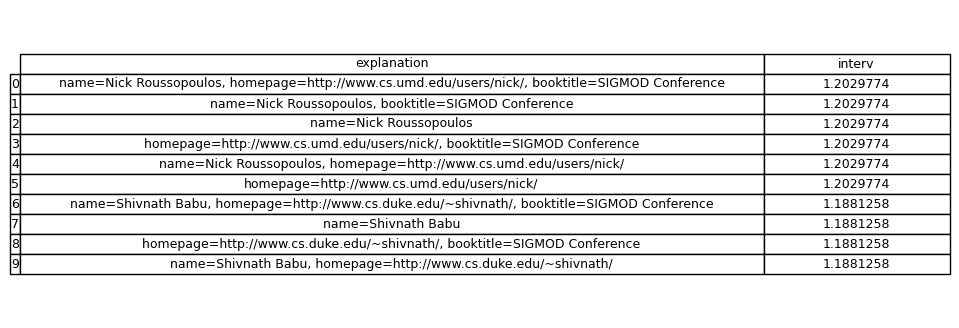 explanation interv
0 name=Nick Roussopoulos, homepage=http://www.cs.umd.edu/users/nick/, booktitle=SIGMOD Conference 1.2029774
1 name=Nick Roussopoulos, booktitle=SIGMOD Conference 1.2029774
2 name=Nick Roussopoulos 1.2029774
3 homepage=http://www.cs.umd.edu/users/nick/, booktitle=SIGMOD Conference 1.2029774
4 name=Nick Roussopoulos, homepage=http://www.cs.umd.edu/users/nick/ 1.2029774
5 homepage=http://www.cs.umd.edu/users/nick/ 1.2029774
6 name=Shivnath Babu, homepage=http://www.cs.duke.edu/~shivnath/, booktitle=SIGMOD Conference 1.1881258
7 name=Shivnath Babu 1.1881258
8 homepage=http://www.cs.duke.edu/~shivnath/, booktitle=SIGMOD Conference 1.1881258
9 name=Shivnath Babu, homepage=http://www.cs.duke.edu/~shivnath/ 1.1881258